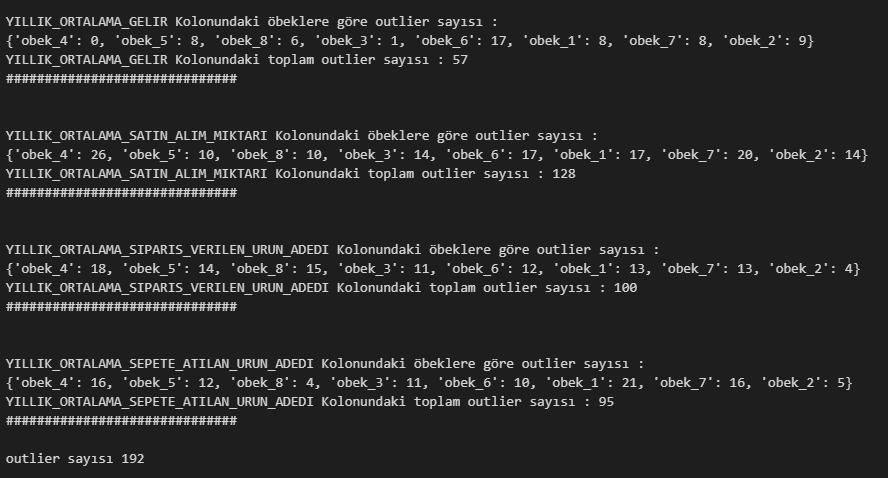 YILLIK_ORTALAMA_GELIR Kolonundaki öbeklere göre outlier sayısı :
{'obek_4': 0, 'obek_5': 8, 'obek_8': 6, 'obek_3': 1, 'obek_6': 17, 'obek_1': 8, 'obek_7': 8, 'obek_2': 9}
YILLIK_ORTALAMA_GELIR Kolonundaki toplam outlier sayısı : 57
##############################
YILLIK_ORTALAMA_SATIN_ALIM_MIKTARI Kolonundaki öbeklere göre outlier sayısı :
{'obek_4': 26, 'obek_5': 10, 'obek_8': 10, 'obek_3': 14, 'obek_6': 17, 'obek_1': 17, 'obek_7': 20, 'obek_2': 14}
YILLIK_ORTALAMA_SATIN_ALIM_MIKTARI Kolonundaki toplam outlier sayısı : 128
##############################
YILLIK_ORTALAMA_SIPARIS_VERILEN_URUN_ADEDI Kolonundaki öbeklere göre outlier sayısı :
{'obek_4': 18, 'obek_5': 14, 'obek_8': 15, 'obek_3': 11, 'obek_6': 12, 'obek_1': 13, 'obek_7': 13, 'obek_2': 4}
YILLIK_ORTALAMA_SIPARIS_VERILEN_URUN_ADEDI Kolonundaki toplam outlier sayısı : 100
##############################
YILLIK_ORTALAMA_SEPETE_ATILAN_URUN_ADEDI Kolonundaki öbeklere göre outlier sayısı :
{'obek_4': 16, 'obek_5': 12, 'obek_8': 4, 'obek_3': 11, 'obek_6': 10, 'obek_1': 21, 'obek_7': 16, 'obek_2': 5}
YILLIK_ORTALAMA_SEPETE_ATILAN_URUN_ADEDI Kolonundaki toplam outlier sayısı : 95
##############################
outlier sayısı 192